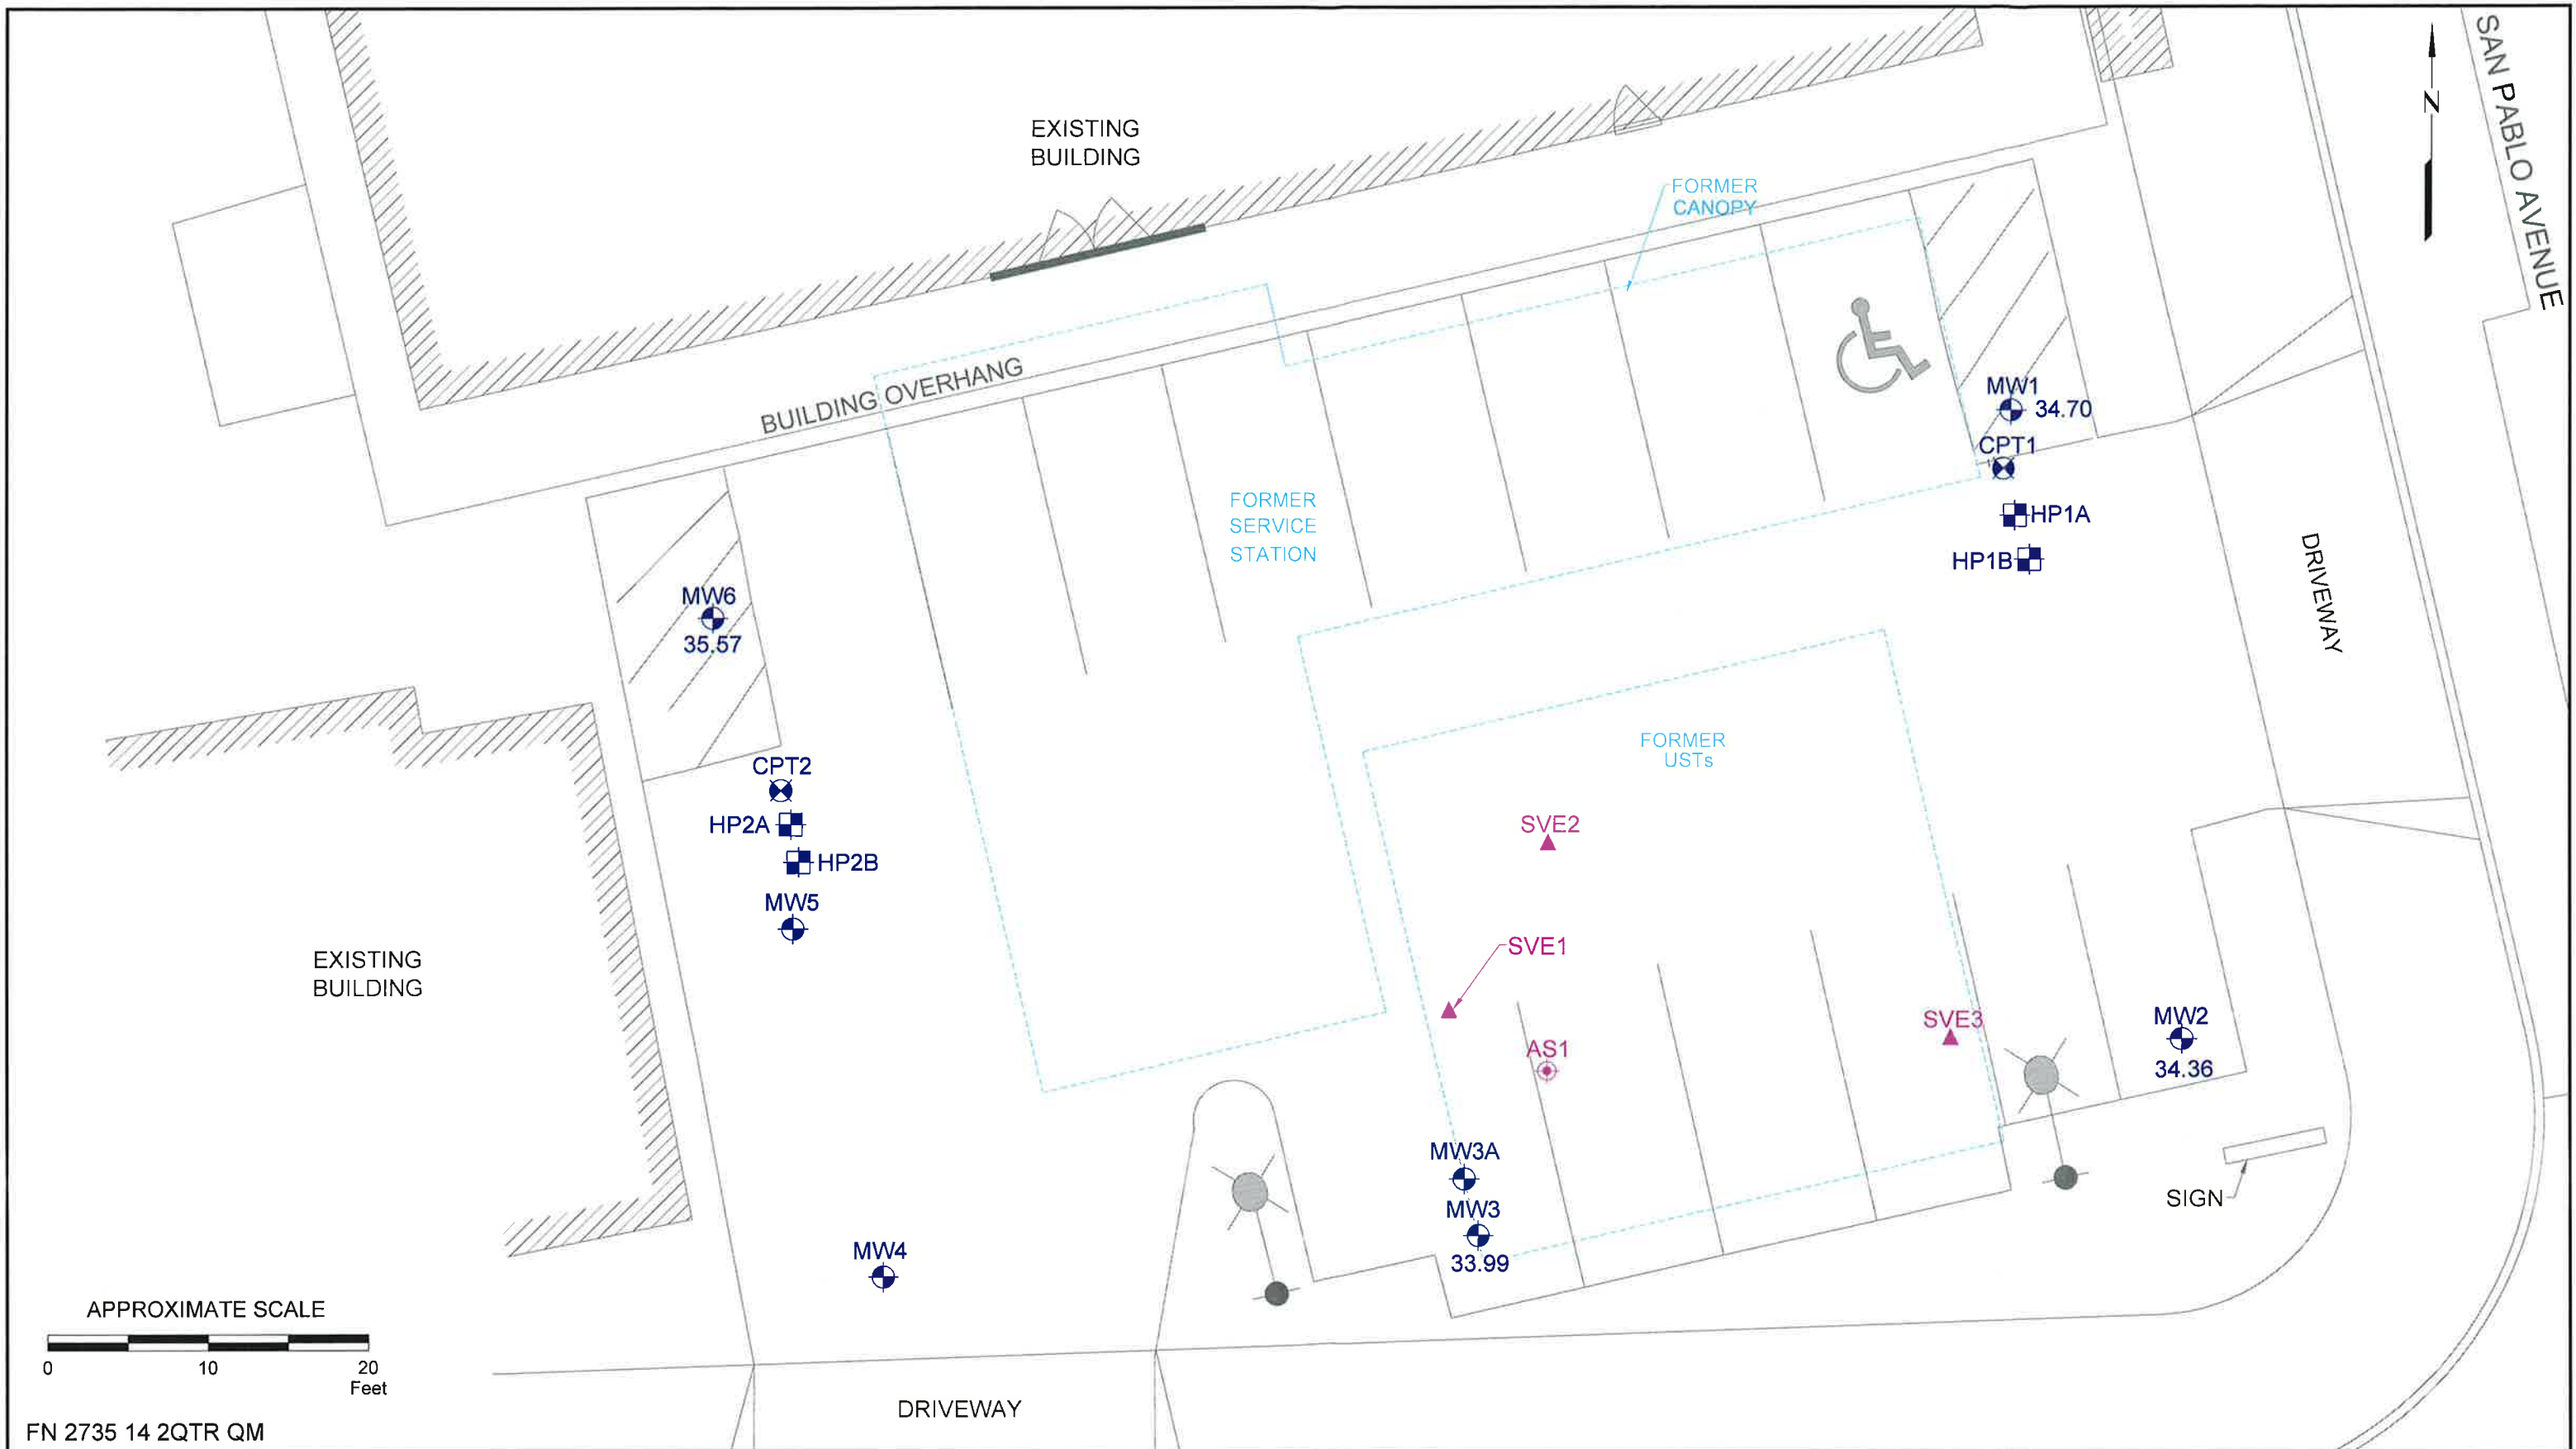 SAN PABLO AVENUE
N
EXISTING
BUILDING
FORMER
CANOPY
BUILDING OVERHANG
MW1
34.70
CPT1
HP1A
HP1B
FORMER
SERVICE
STATION
DRIVEWAY
MW6
35.57
FORMER
USTs
CPT2
HP2A
HP2B
MW5
SVE2
SVE1
EXISTING
BUILDING
SVE3
MW2
34.36
AS1
MW3A
MW3
33.99
SIGN
MW4
APPROXIMATE SCALE
0 10 20
Feet
DRIVEWAY
FN 2735 14 2QTR QM